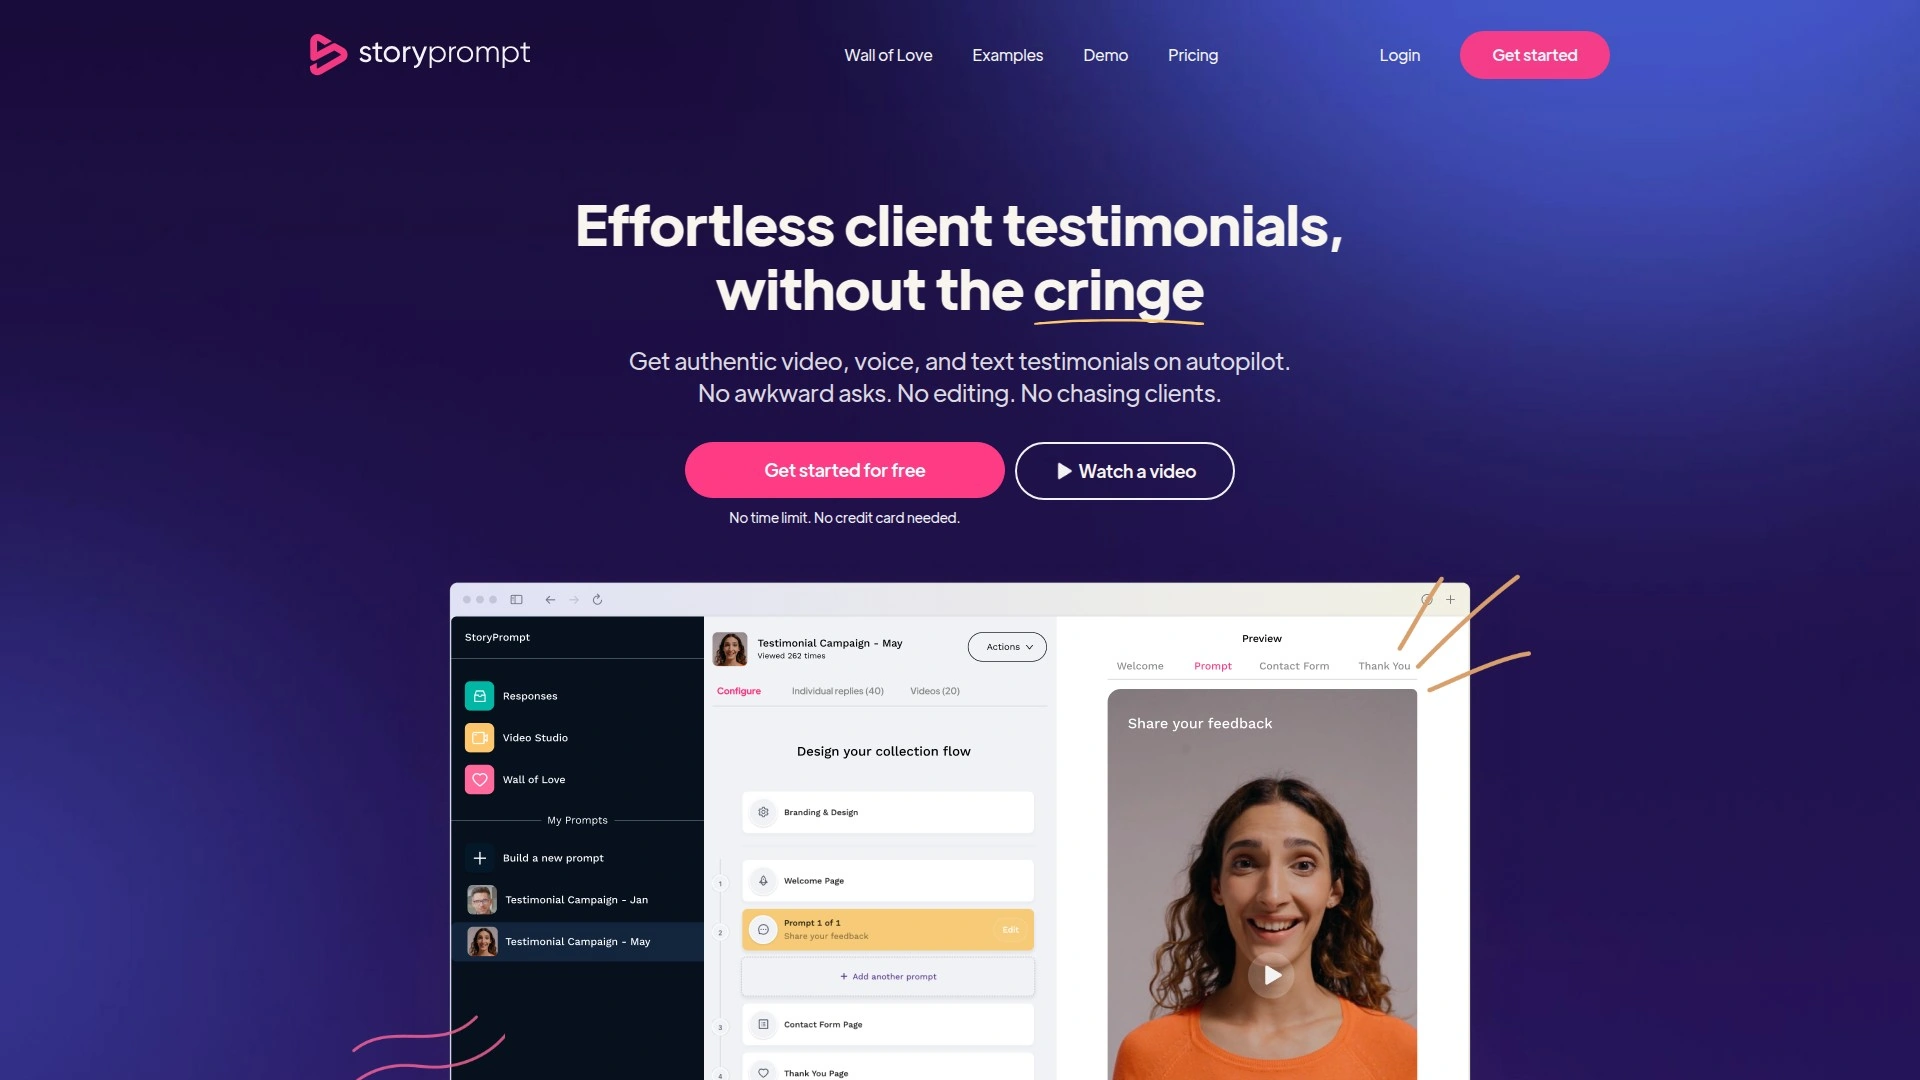 storyprompt
Wall of Love
Examples
Demo
Pricing
Login
Get started
Effortless client testimonials,
without the cringe
Get authentic video, voice, and text testimonials on autopilot.
No awkward asks. No editing. No chasing clients.
Get started for free
Watch a video
No time limit. No credit card needed.
StoryPrompt
Responses
Video Studio
Wall of Love
My Prompts
Build a new prompt
Testimonial Campaign - Jan
Testimonial Campaign - May
Testimonial Campaign - May
Viewed 262 times
Actions
Configure
Individual replies (40)
Videos (20)
Design your collection flow
Branding & Design
1
Welcome Page
2
Prompt 1 of 1
Share your feedback
Edit
+ Add another prompt
3
Contact Form Page
4
Thank You Page
Preview
Welcome
Prompt
Contact Form
Thank You
Share your feedback